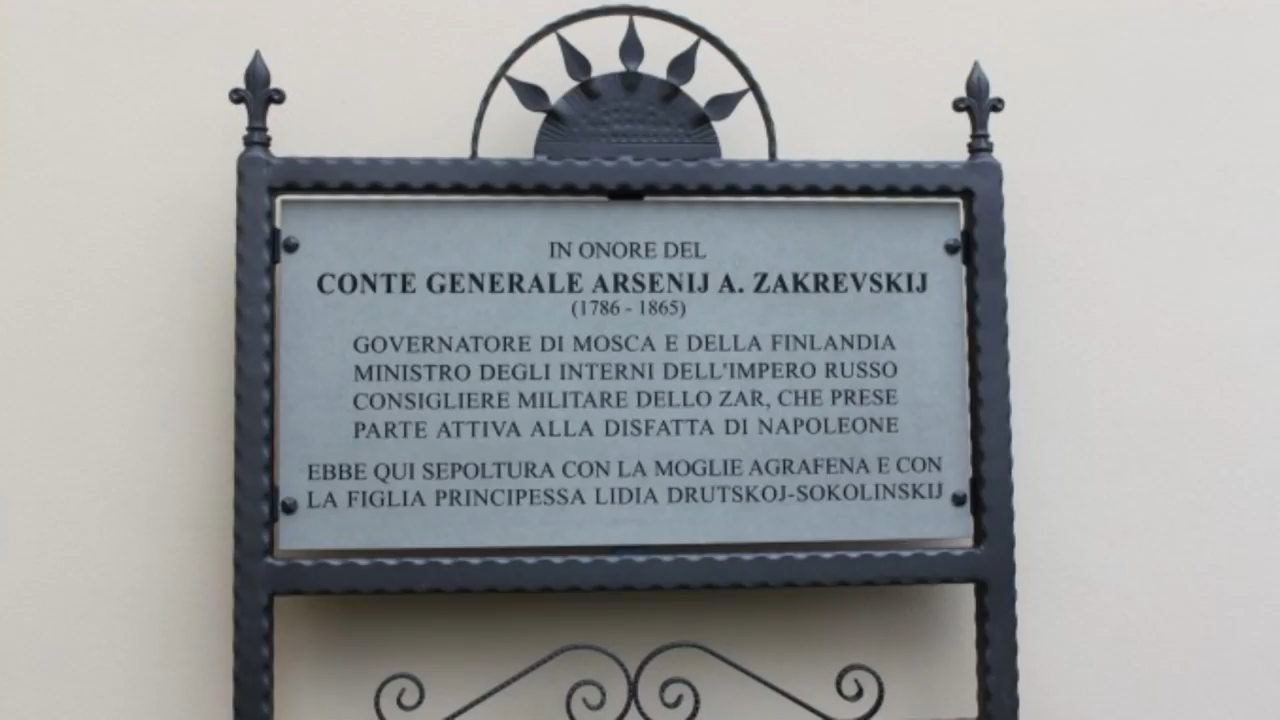 IN ONORE DEL
CONTE GENERALE ARSENIJ A. ZAKREVSKIJ
(1786 - 1865)
GOVERNATORE DI MOSCA E DELLA FINLANDIA
MINISTRO DEGLI INTERNI DELL'IMPERO RUSSO
CONSIGLIERE MILITARE DELLO ZAR, CHE PRESE
PARTE ATTIVA ALLA DISFATTA DI NAPOLEONE
EBBE QUI SEPOLTURA CON LA MOGLIE AGRAFENA E CON
LA FIGLIA PRINCIPESSA LIDIA DRUTSKOJ-SOKOLINSKIJ